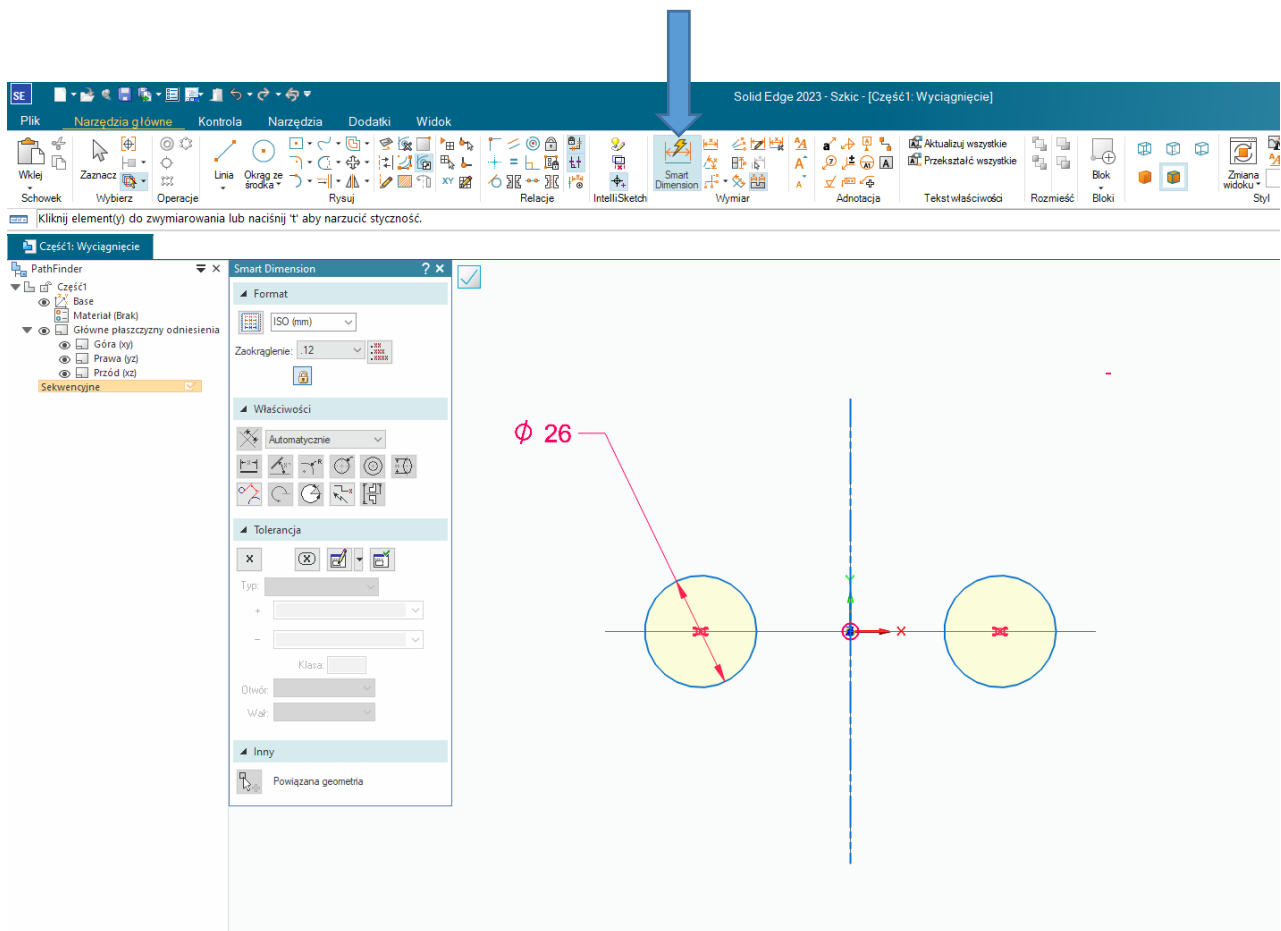 SE Solid Edge 2023 - Szkic - [Część1: Wyciągnięcie]
Plik Narzędzia główne Kontrola Narzędzia Dodatki Widok
Wklej Zaznacz Linia Okrąg ze środka Smart Dimension Aktualizuj wszystkie Przekształć wszystkie Blok Zmiana widoku
Schowek Wybierz Operacje Rysuj Relacje IntelliSketch Wymiar Adnotacja Tekst właściwości Rozmieść Bloki Styl
Kliknij element(y) do zwymiarowania lub naciśnij 't' aby narzucić styczność.
Część1: Wyciągnięcie
PathFinder
Część1
Base
Materiał (Brak)
Główne płaszczyzny odniesienia
Góra (xy)
Prawa (yz)
Przód (xz)
Sekwencyjne
Smart Dimension ? ×
Format
ISO (mm)
Zaokrąglenie: .12
Właściwości
Automatycznie
Tolerancja
Typ:
+
−
Klasa:
Otwór:
Wał:
Inny
Powiązana geometria
⌀ 26
Y
X